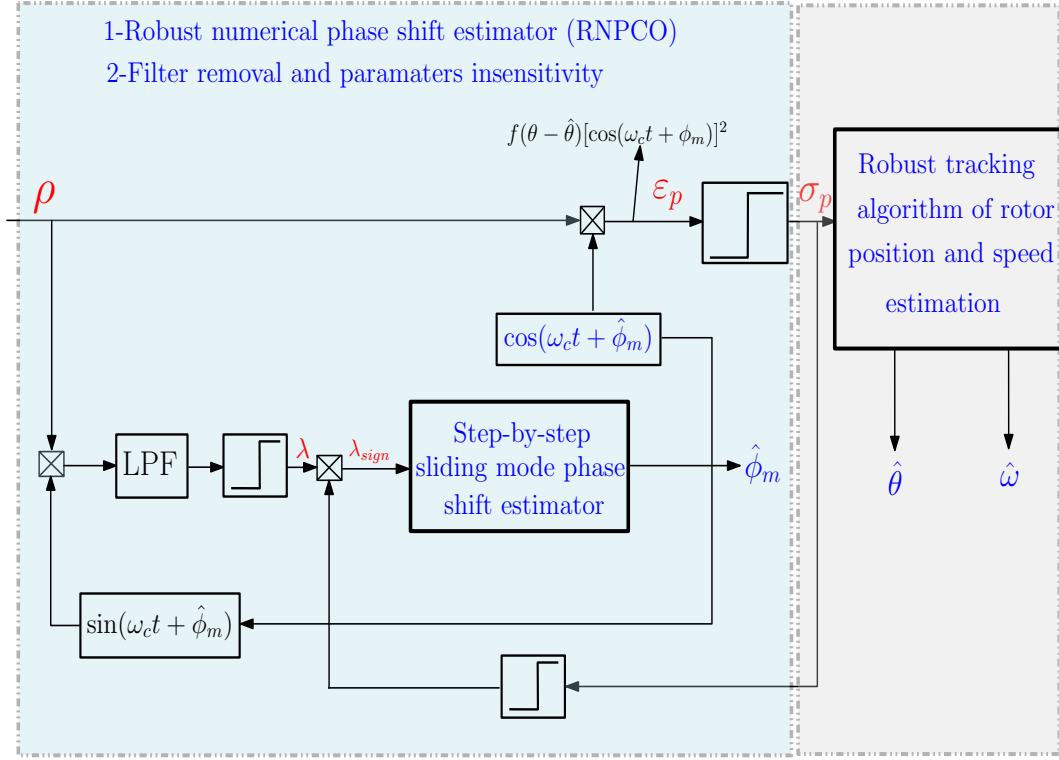 1-Robust numerical phase shift estimator (RNPCO)
2-Filter removal and paramaters insensitivity
f(θ − θ̂)[cos(ω_c t + ϕ_m)]²
ρ
ε_p
σ_p
Robust tracking
algorithm of rotor
position and speed
estimation
cos(ω_c t + ϕ̂_m)
LPF
λ
λ_sign
Step-by-step
sliding mode phase
shift estimator
ϕ̂_m
θ̂
ω̂
sin(ω_c t + ϕ̂_m)